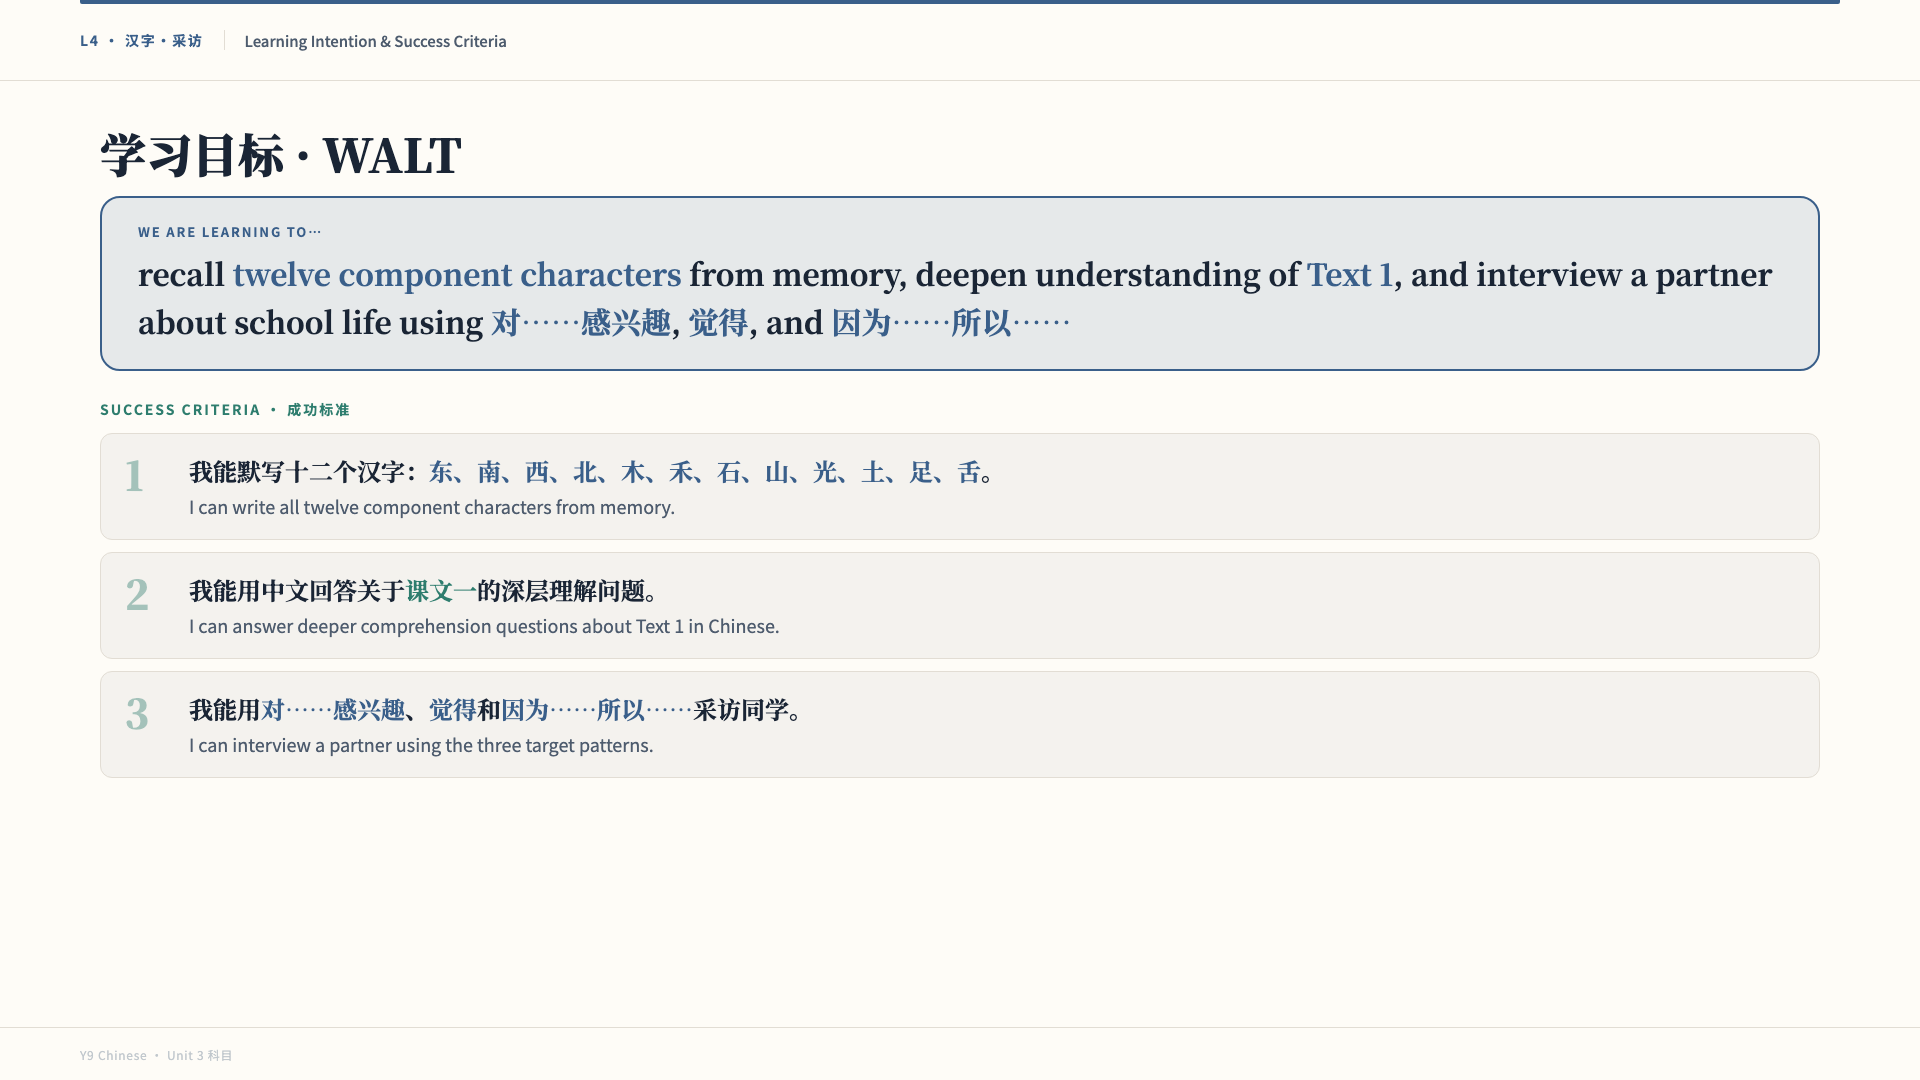 L4 • 汉字·采访
Learning Intention & Success Criteria
学习目标 · WALT
WE ARE LEARNING TO…
recall twelve component characters from memory, deepen understanding of Text 1, and interview a partner
about school life using 对……感兴趣, 觉得, and 因为……所以……
SUCCESS CRITERIA • 成功标准
1
我能默写十二个汉字：东、南、西、北、木、禾、石、山、光、土、足、舌。
I can write all twelve component characters from memory.
2
我能用中文回答关于课文一的深层理解问题。
I can answer deeper comprehension questions about Text 1 in Chinese.
3
我能用对……感兴趣、觉得和因为……所以……采访同学。
I can interview a partner using the three target patterns.
Y9 Chinese • Unit 3 科目